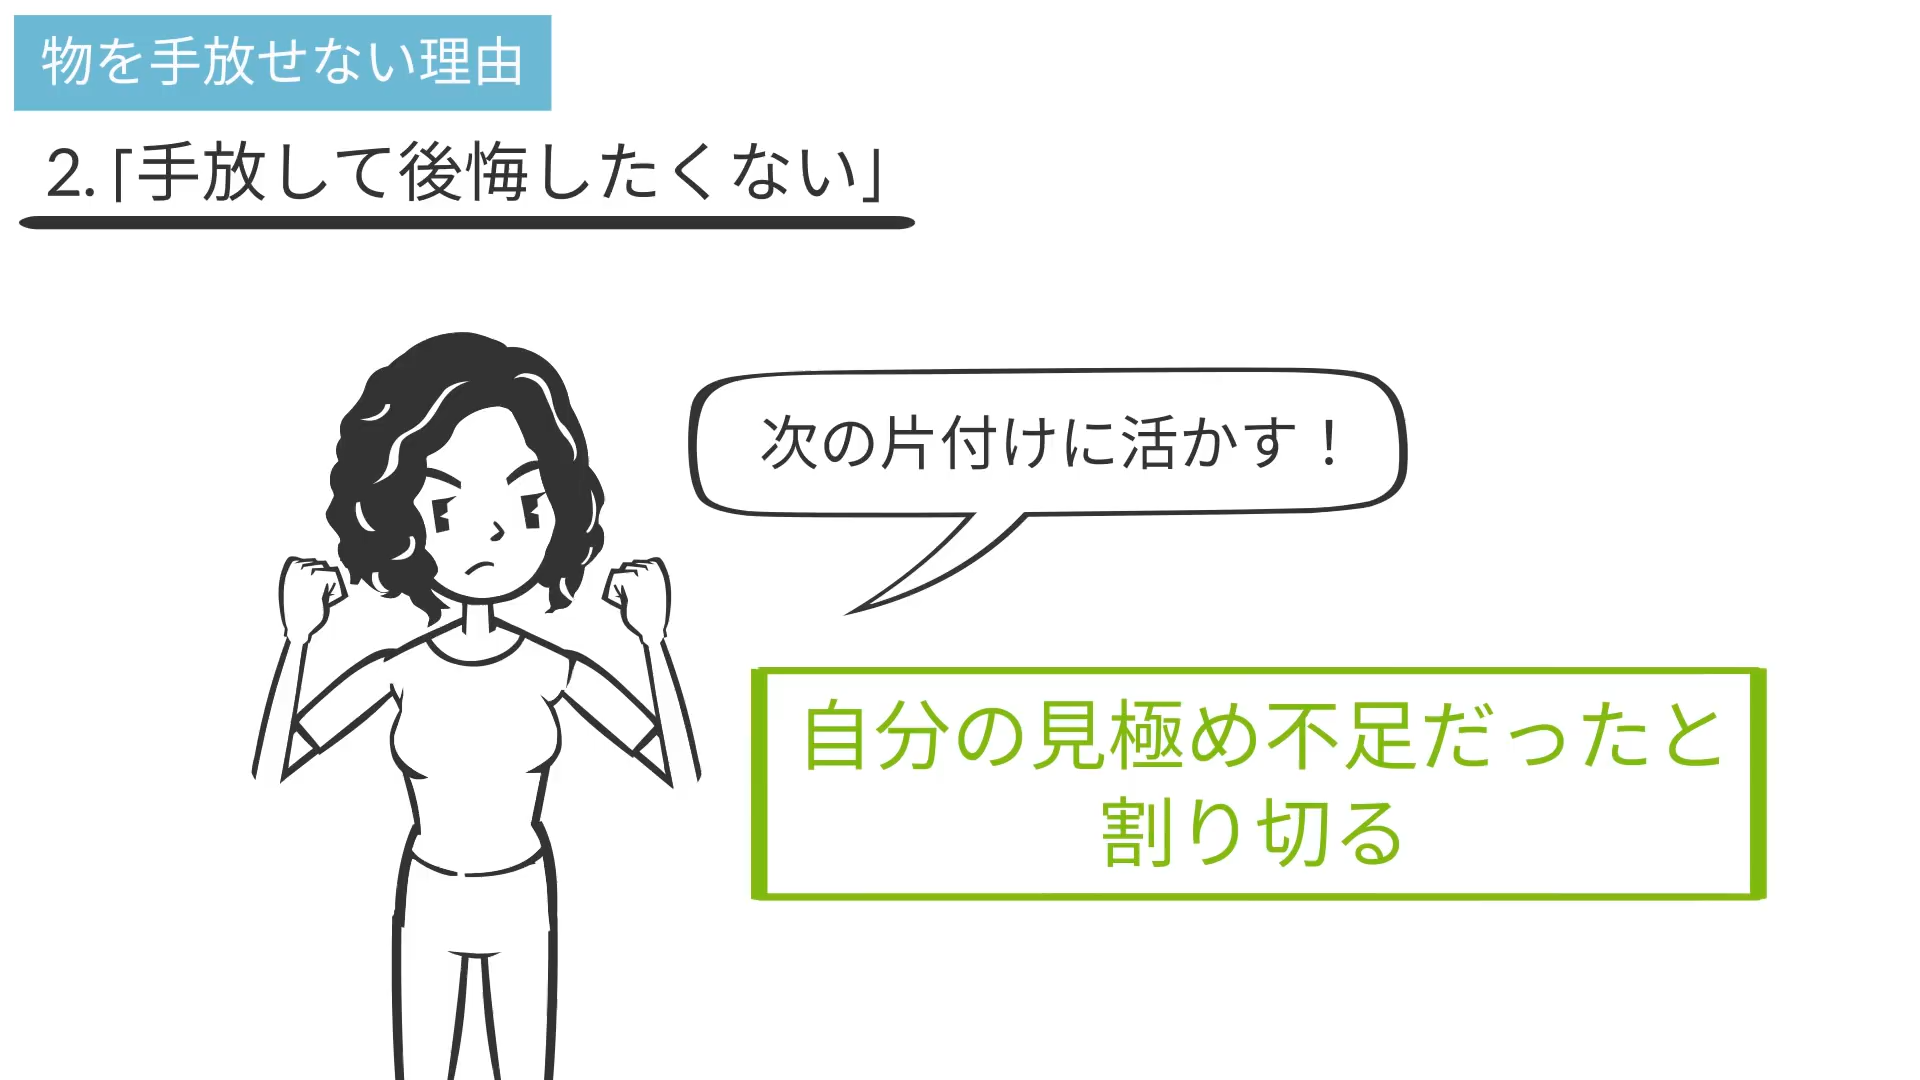 物を手放せない理由
2.「手放して後悔したくない」
次の片付けに活かす！
自分の見極め不足だったと
割り切る